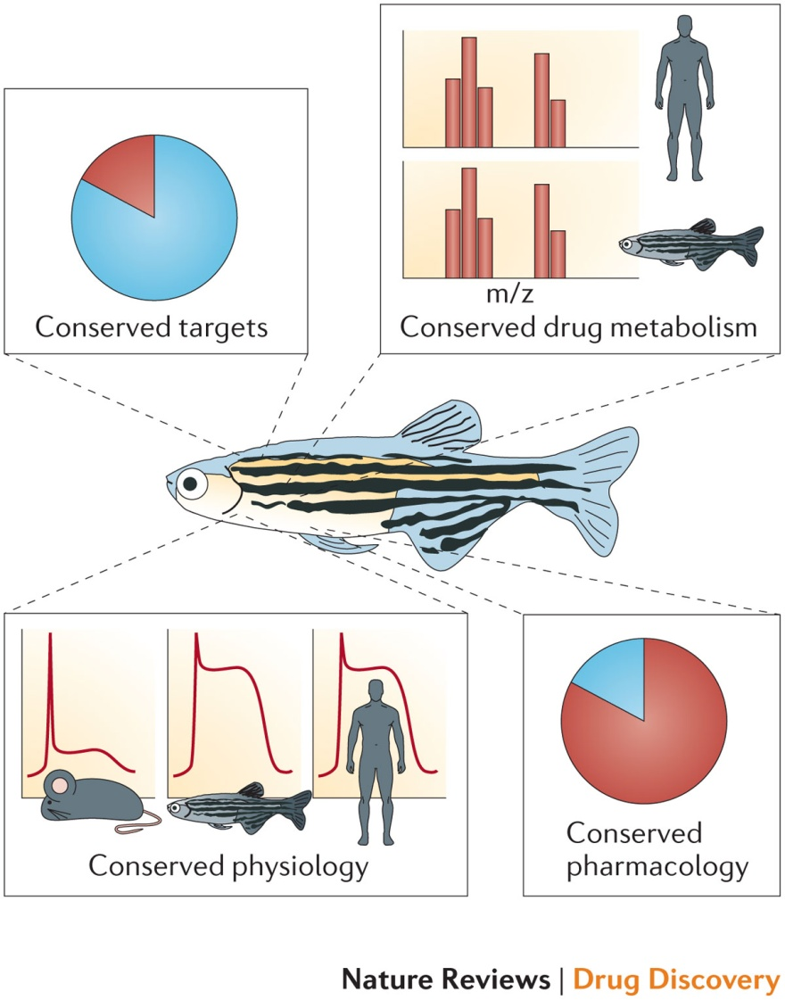 Conserved targets
m/z
Conserved drug metabolism
Conserved physiology
Conserved
pharmacology
Nature Reviews | Drug Discovery